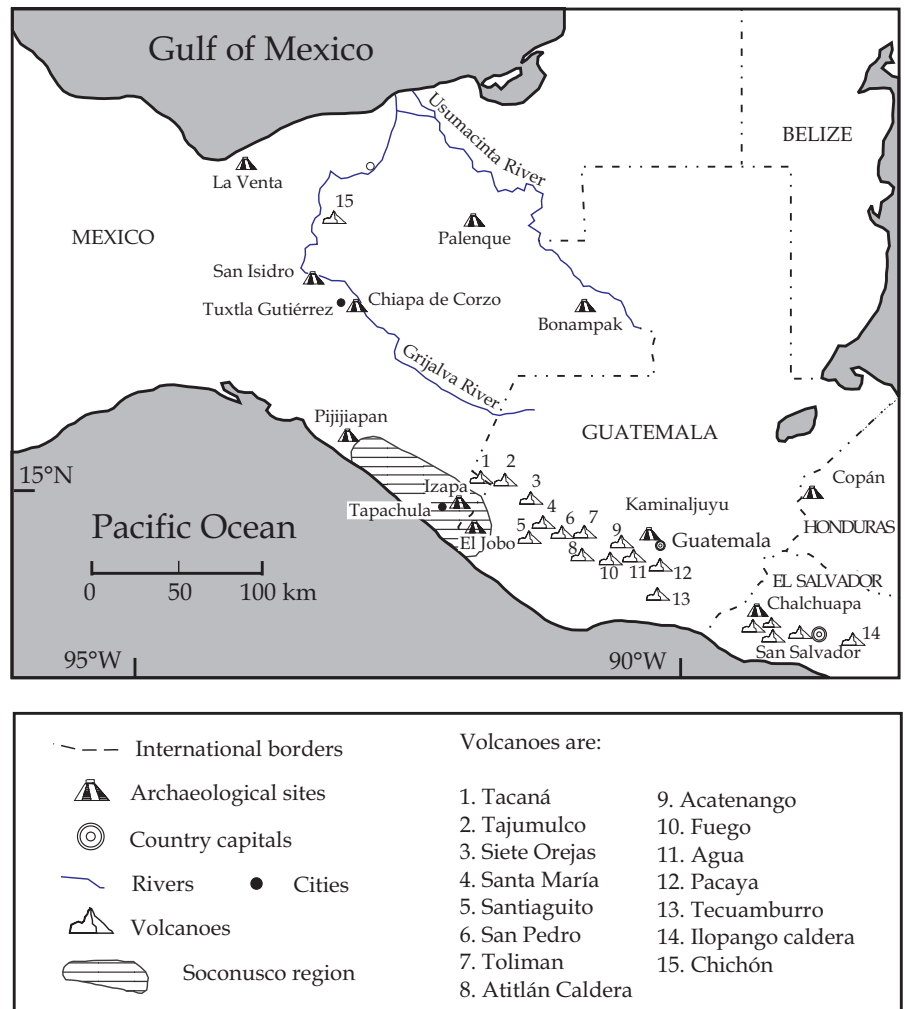 Gulf of Mexico
Usumacinta River
BELIZE
La Venta
15
MEXICO
Palenque
San Isidro
Tuxtla Gutiérrez
Chiapa de Corzo
Bonampak
Grijalva River
Pijijiapan
GUATEMALA
15°N
1
2
3
Izapa
Tapachula
4
5
6
7
8
9
10
11
12
13
Kaminaljuyu
Guatemala
Copán
HONDURAS
El Jobo
Pacific Ocean
0 50 100 km
EL SALVADOR
Chalchuapa
14
San Salvador
95°W
90°W
International borders
Archaeological sites
Country capitals
Rivers
Cities
Volcanoes
Soconusco region
Volcanoes are:
1. Tacaná
2. Tajumulco
3. Siete Orejas
4. Santa María
5. Santiaguito
6. San Pedro
7. Toliman
8. Atitlán Caldera
9. Acatenango
10. Fuego
11. Agua
12. Pacaya
13. Tecuamburro
14. Ilopango caldera
15. Chichón